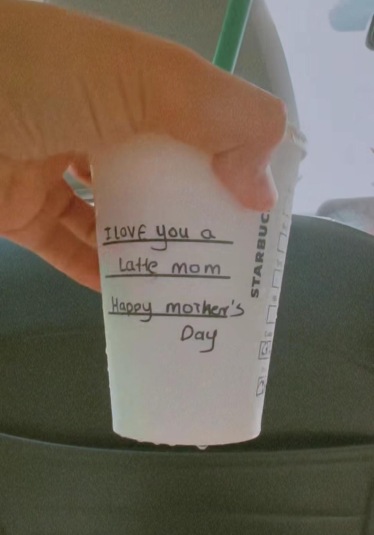 I LOVE you a
Latte mom
Happy mother's
Day
STARBUC